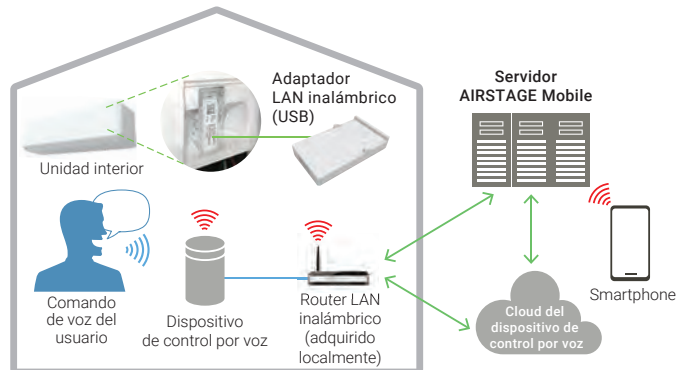 Adaptador
LAN inalámbrico
(USB)
Unidad interior
Servidor
AIRSTAGE Mobile
Comando
de voz del
usuario
Dispositivo
de control por voz
Router LAN
inalámbrico
(adquirido
localmente)
Cloud del
dispositivo de
control por voz
Smartphone